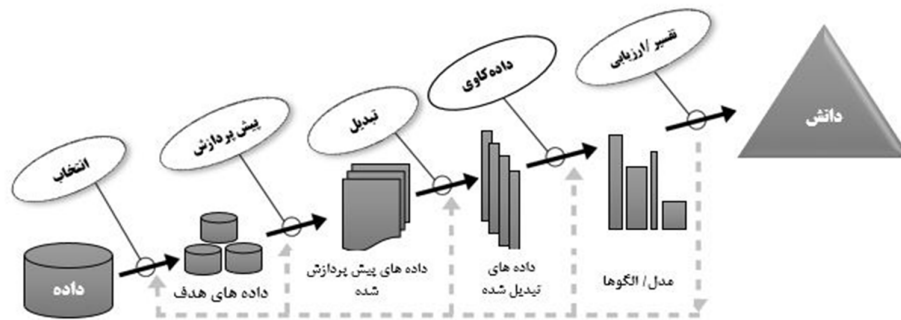 انتخاب
پیش پردازش
تبدیل
داده‌کاوی
تفسیر /ارزیابی
داده
داده های هدف
داده های پیش پردازش
شده
داده های
تبدیل شده
مدل/ الگوها
دانش